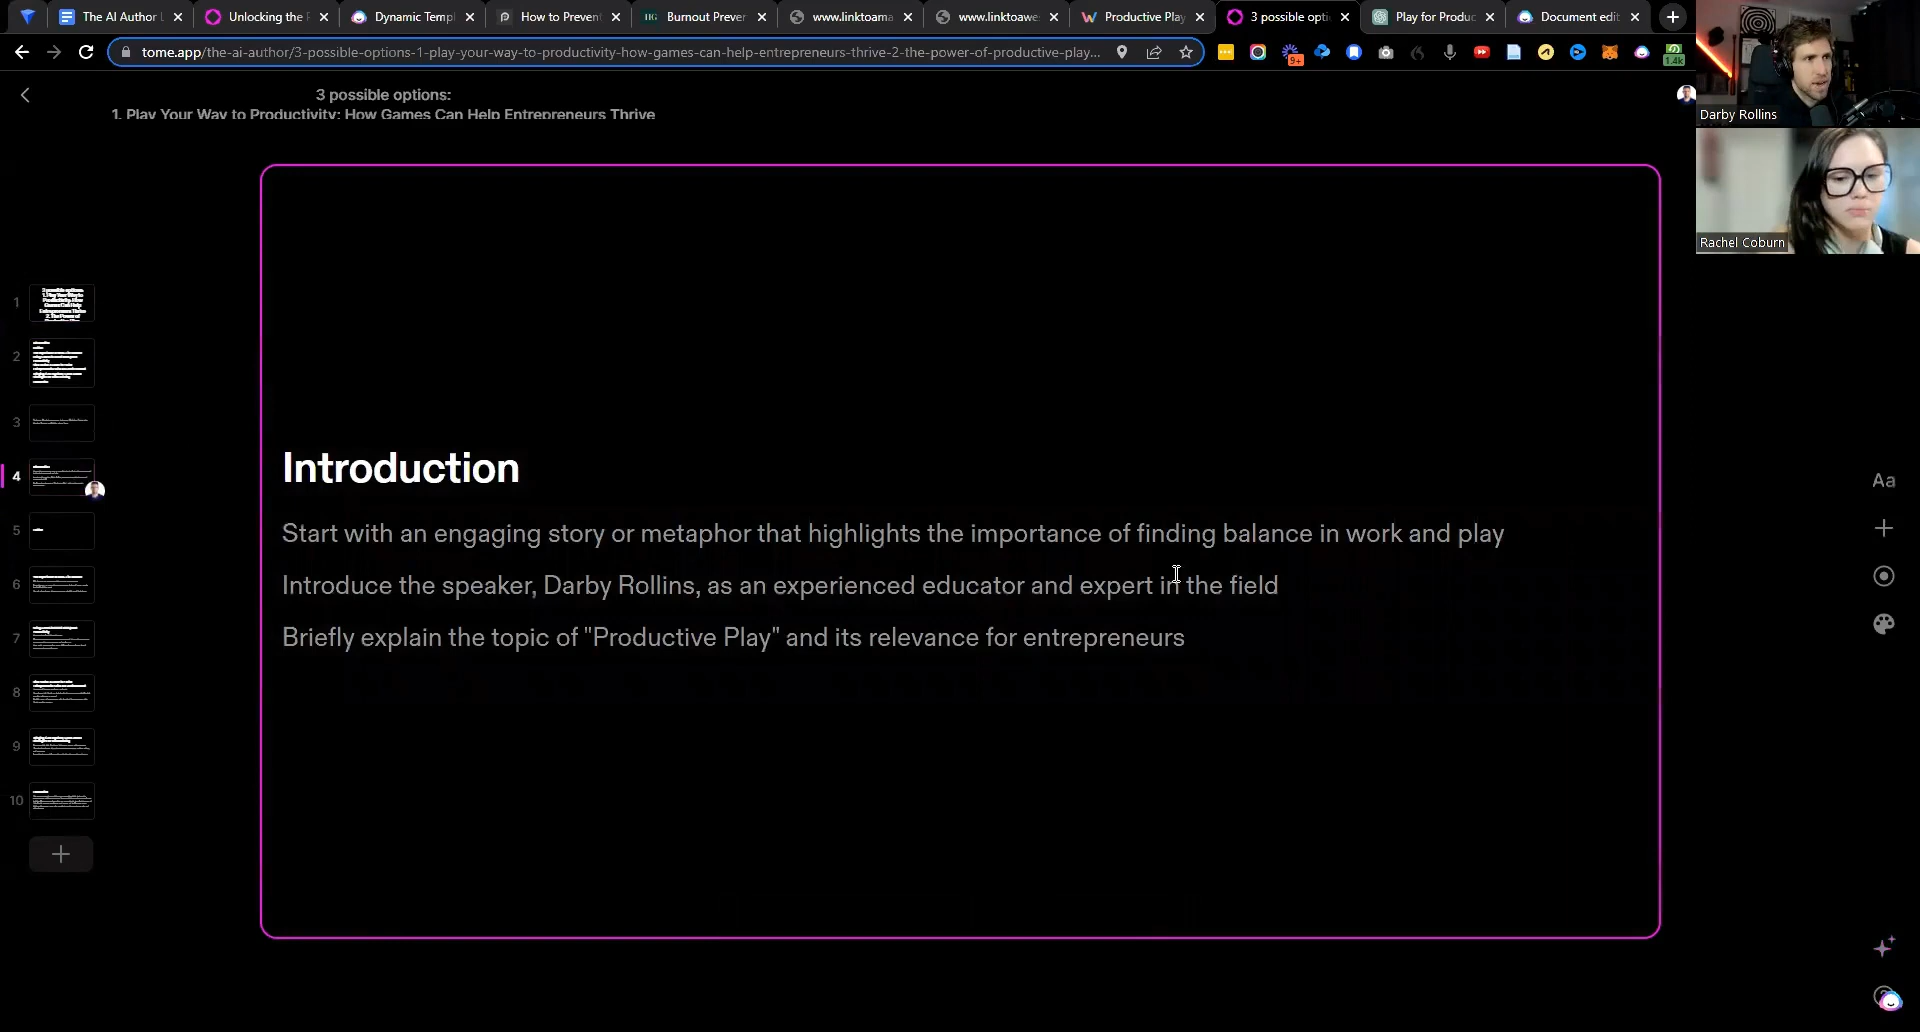 The AI Author L
Unlocking the P
Dynamic Templ
How to Prevent
Burnout Preven
www.linktoama
www.linktoawe
Productive Play
3 possible optio
Play for Produc
Document edit
tome.app/the-ai-author/3-possible-options-1-play-your-way-to-productivity-how-games-can-help-entrepreneurs-thrive-2-the-power-of-productive-play...
9+
1.4k
3 possible options:
1. Play Your Way to Productivity: How Games Can Help Entrepreneurs Thrive
Darby Rollins
Rachel Coburn
1
2
3
4
5
6
7
8
9
10
Introduction
Start with an engaging story or metaphor that highlights the importance of finding balance in work and play
Introduce the speaker, Darby Rollins, as an experienced educator and expert in the field
Briefly explain the topic of "Productive Play" and its relevance for entrepreneurs
Aa